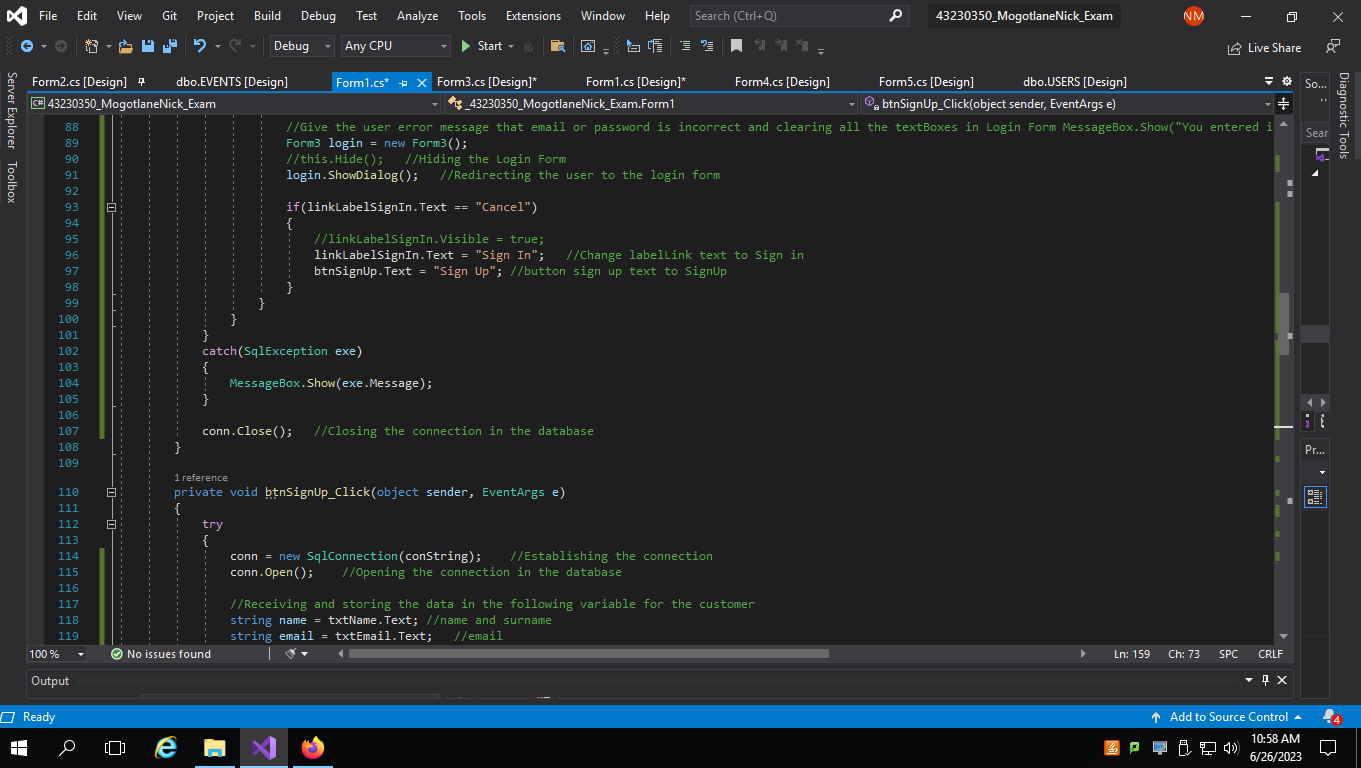 File Edit View Git Project Build Debug Test Analyze Tools Extensions Window Help Search (Ctrl+Q) 43230350_MogotlaneNick_Exam NM
Debug Any CPU Start Live Share
Form2.cs [Design] dbo.EVENTS [Design] Form1.cs* Form3.cs [Design]* Form1.cs [Design]* Form4.cs [Design] Form5.cs [Design] dbo.USERS [Design] So...
C# 43230350_MogotlaneNick_Exam _43230350_MogotlaneNick_Exam.Form1 btnSignUp_Click(object sender, EventArgs e)
Server Explorer
Toolbox
Diagnostic Tools
Sear
Pr...
88 //Give the user error message that email or password is incorrect and clearing all the textBoxes in Login Form MessageBox.Show("You entered i
89 Form3 login = new Form3();
90 //this.Hide(); //Hiding the Login Form
91 login.ShowDialog(); //Redirecting the user to the login form
92
93 if(linkLabelSignIn.Text == "Cancel")
94 {
95 //linkLabelSignIn.Visible = true;
96 linkLabelSignIn.Text = "Sign In"; //Change labelLink text to Sign in
97 btnSignUp.Text = "Sign Up"; //button sign up text to SignUp
98 }
99 }
100 }
101 }
102 catch(SqlException exe)
103 {
104 MessageBox.Show(exe.Message);
105 }
106
107 conn.Close(); //Closing the connection in the database
108 }
109
1 reference
110 private void btnSignUp_Click(object sender, EventArgs e)
111 {
112 try
113 {
114 conn = new SqlConnection(conString); //Establishing the connection
115 conn.Open(); //Opening the connection in the database
116
117 //Receiving and storing the data in the following variable for the customer
118 string name = txtName.Text; //name and surname
119 string email = txtEmail.Text; //email
100 % No issues found Ln: 159 Ch: 73 SPC CRLF
Output
Ready Add to Source Control 4
10:58 AM
6/26/2023